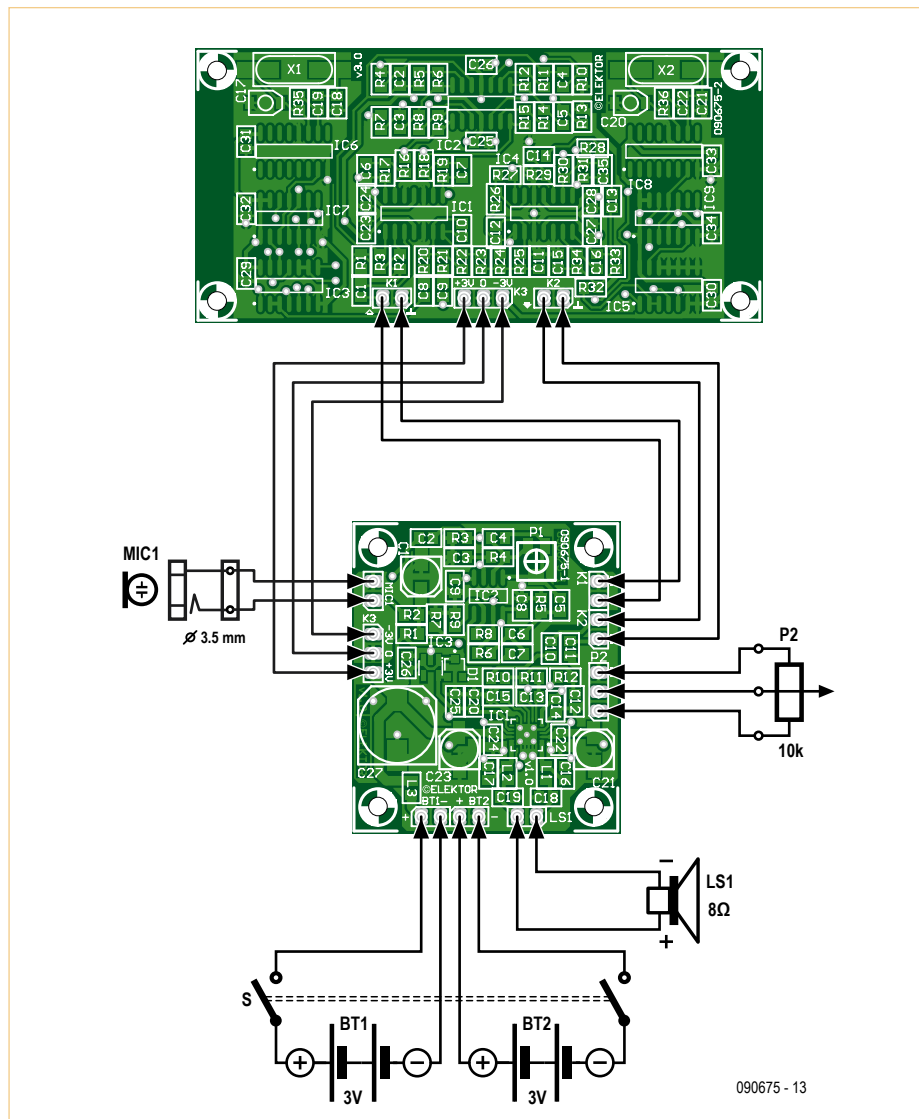 X1 v3.0 R4 C2 R5 R6 C26 R12 R11 C4 R10 ©ELEKTOR X2 090675-2
C17 R35 C19 C18 R7 C3 R8 R9 C25 R15 R14 C5 R13 C20 R36 C22 C21
C31 IC6 IC2 IC4 C14 R28 C33
C6 R17 R16 R18 R19 C7 R27 R29 R30 R31 C35 IC8 IC9
C32 IC7 C24 C23 IC1 C10 R26 C12 C28 C13 C27 C34
C29 IC3 R1 R3 R2 R20 R21 R22 R23 R24 R25 C11 C15 R34 C16 R33 C30
C1 K1 C8 C9 +3V 0 -3V K3 K2 R32 IC5
MIC1
Ø 3.5 mm
C2 R3 C4 P1 090675-1
C1 C3 R4
MIC1 C9 IC2 C8 R5 C5 K1
K3 R2 R7 R9 R8 C6 K2
-3V 0 +3V R1 IC3 R6 C7 C10 C11
C26 D1 R10 R11 R12 P2
C25 C20 C15 C13 C14 C12
IC1 C24 C22
C27 C23 C17 L2 v1.0 L1 C16 C21
L3 ©ELEKTOR C19 C18
+ BT1 - + BT2 - LS1
P2
10k
LS1
8Ω
−
+
S
BT1
3V
+ −
BT2
3V
+ −
090675 - 13